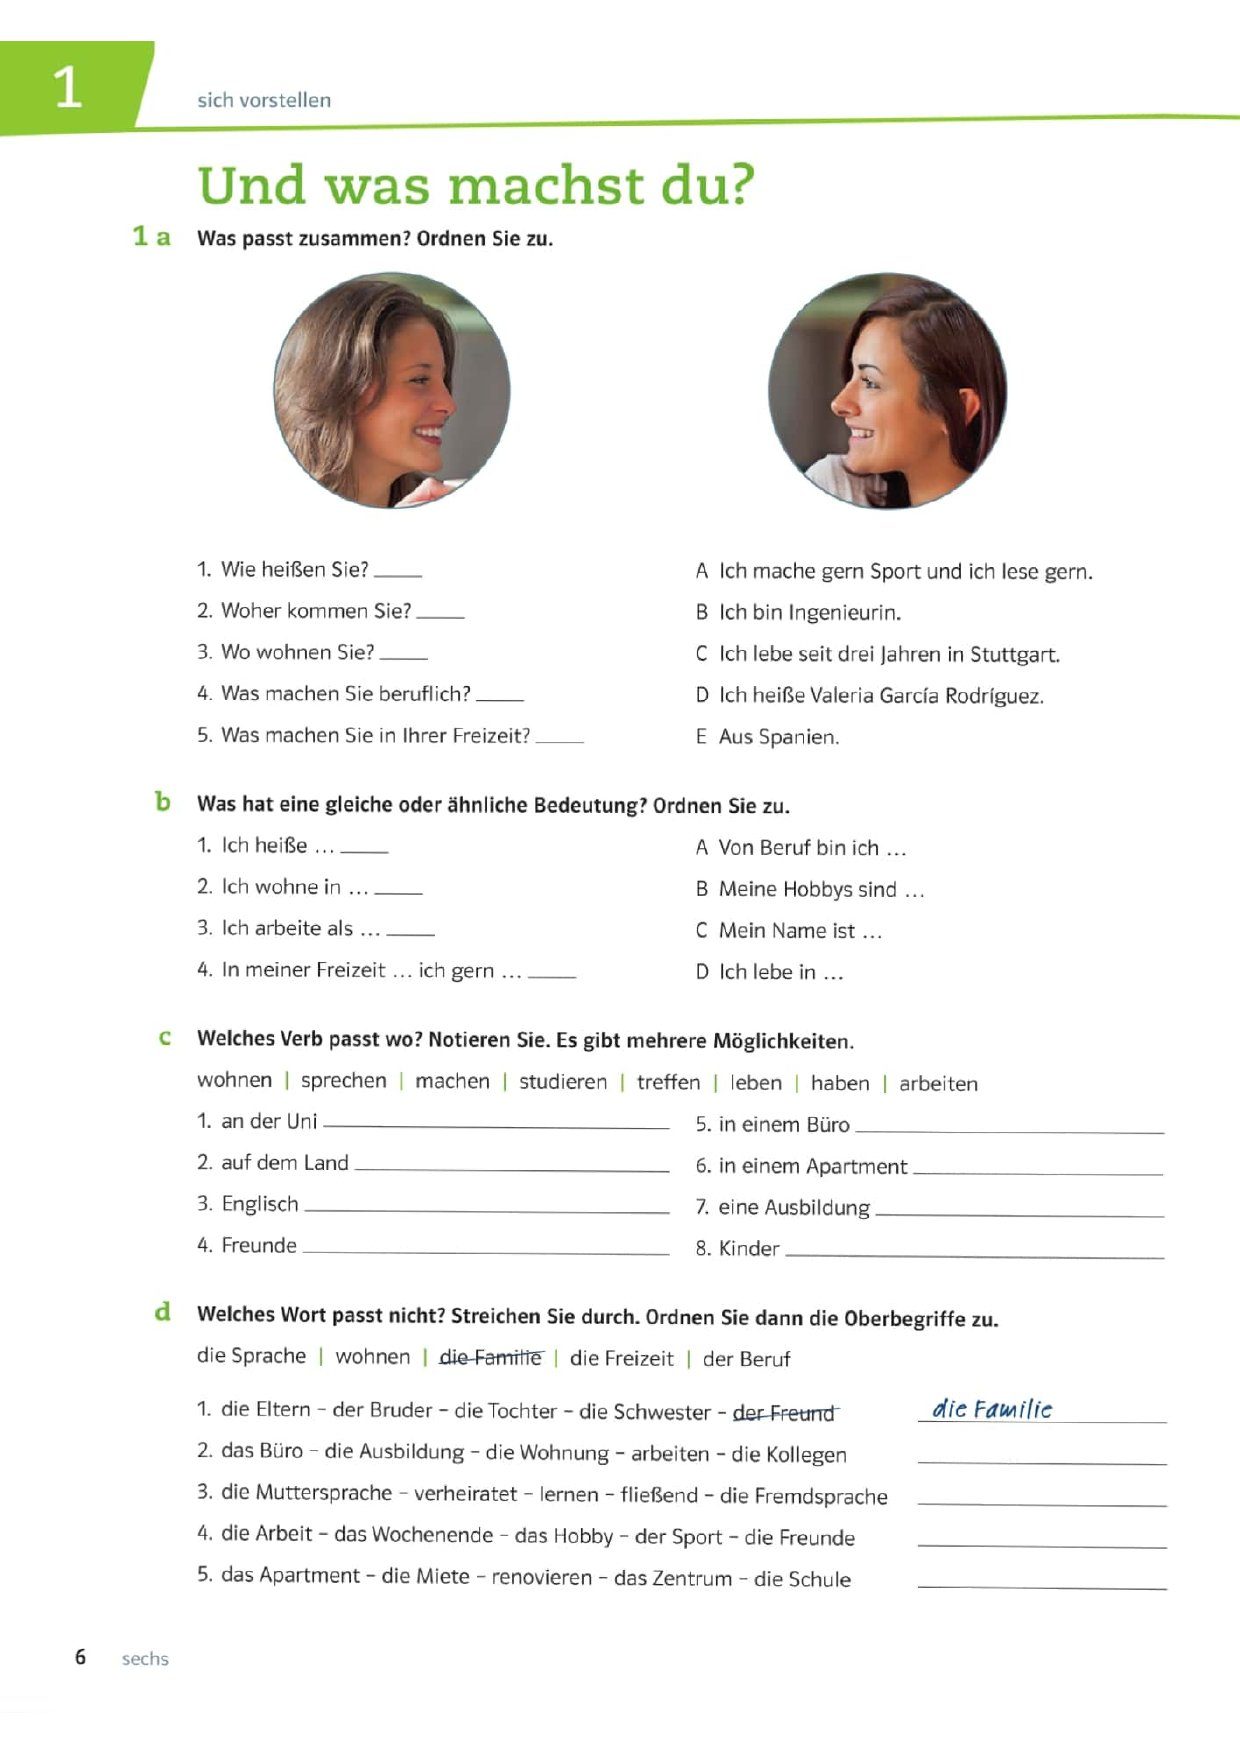 1
sich vorstellen
Und was machst du?
1 a Was passt zusammen? Ordnen Sie zu.
1. Wie heißen Sie? ____
2. Woher kommen Sie? ____
3. Wo wohnen Sie? ____
4. Was machen Sie beruflich? ____
5. Was machen Sie in Ihrer Freizeit? ____
A Ich mache gern Sport und ich lese gern.
B Ich bin Ingenieurin.
C Ich lebe seit drei Jahren in Stuttgart.
D Ich heiße Valeria García Rodríguez.
E Aus Spanien.
b Was hat eine gleiche oder ähnliche Bedeutung? Ordnen Sie zu.
1. Ich heiße … ____
2. Ich wohne in … ____
3. Ich arbeite als … ____
4. In meiner Freizeit … ich gern … ____
A Von Beruf bin ich …
B Meine Hobbys sind …
C Mein Name ist …
D Ich lebe in …
c Welches Verb passt wo? Notieren Sie. Es gibt mehrere Möglichkeiten.
wohnen | sprechen | machen | studieren | treffen | leben | haben | arbeiten
1. an der Uni ____
2. auf dem Land ____
3. Englisch ____
4. Freunde ____
5. in einem Büro ____
6. in einem Apartment ____
7. eine Ausbildung ____
8. Kinder ____
d Welches Wort passt nicht? Streichen Sie durch. Ordnen Sie dann die Oberbegriffe zu.
die Sprache | wohnen | die Familie | die Freizeit | der Beruf
1. die Eltern – der Bruder – die Tochter – die Schwester – der Freund die Familie
2. das Büro – die Ausbildung – die Wohnung – arbeiten – die Kollegen ____
3. die Muttersprache – verheiratet – lernen – fließend – die Fremdsprache ____
4. die Arbeit – das Wochenende – das Hobby – der Sport – die Freunde ____
5. das Apartment – die Miete – renovieren – das Zentrum – die Schule ____
6 sechs